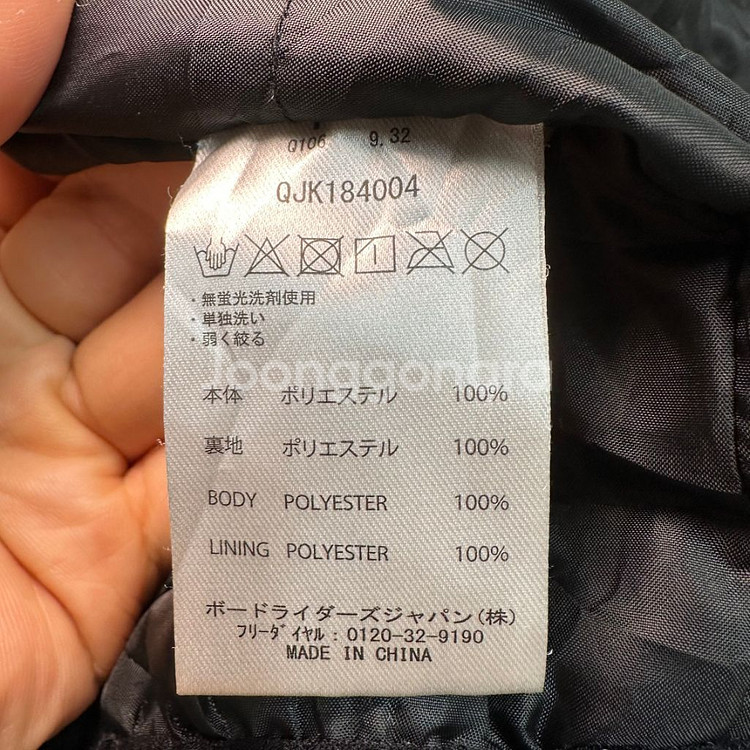 Q106 9.32
QJK184004
・無蛍光洗剤使用
・単独洗い
・弱く絞る
joonggonara
本体 ポリエステル 100%
裏地 ポリエステル 100%
BODY POLYESTER 100%
LINING POLYESTER 100%
ボードライダーズジャパン(株)
フリーダイヤル:0120-32-9190
MADE IN CHINA